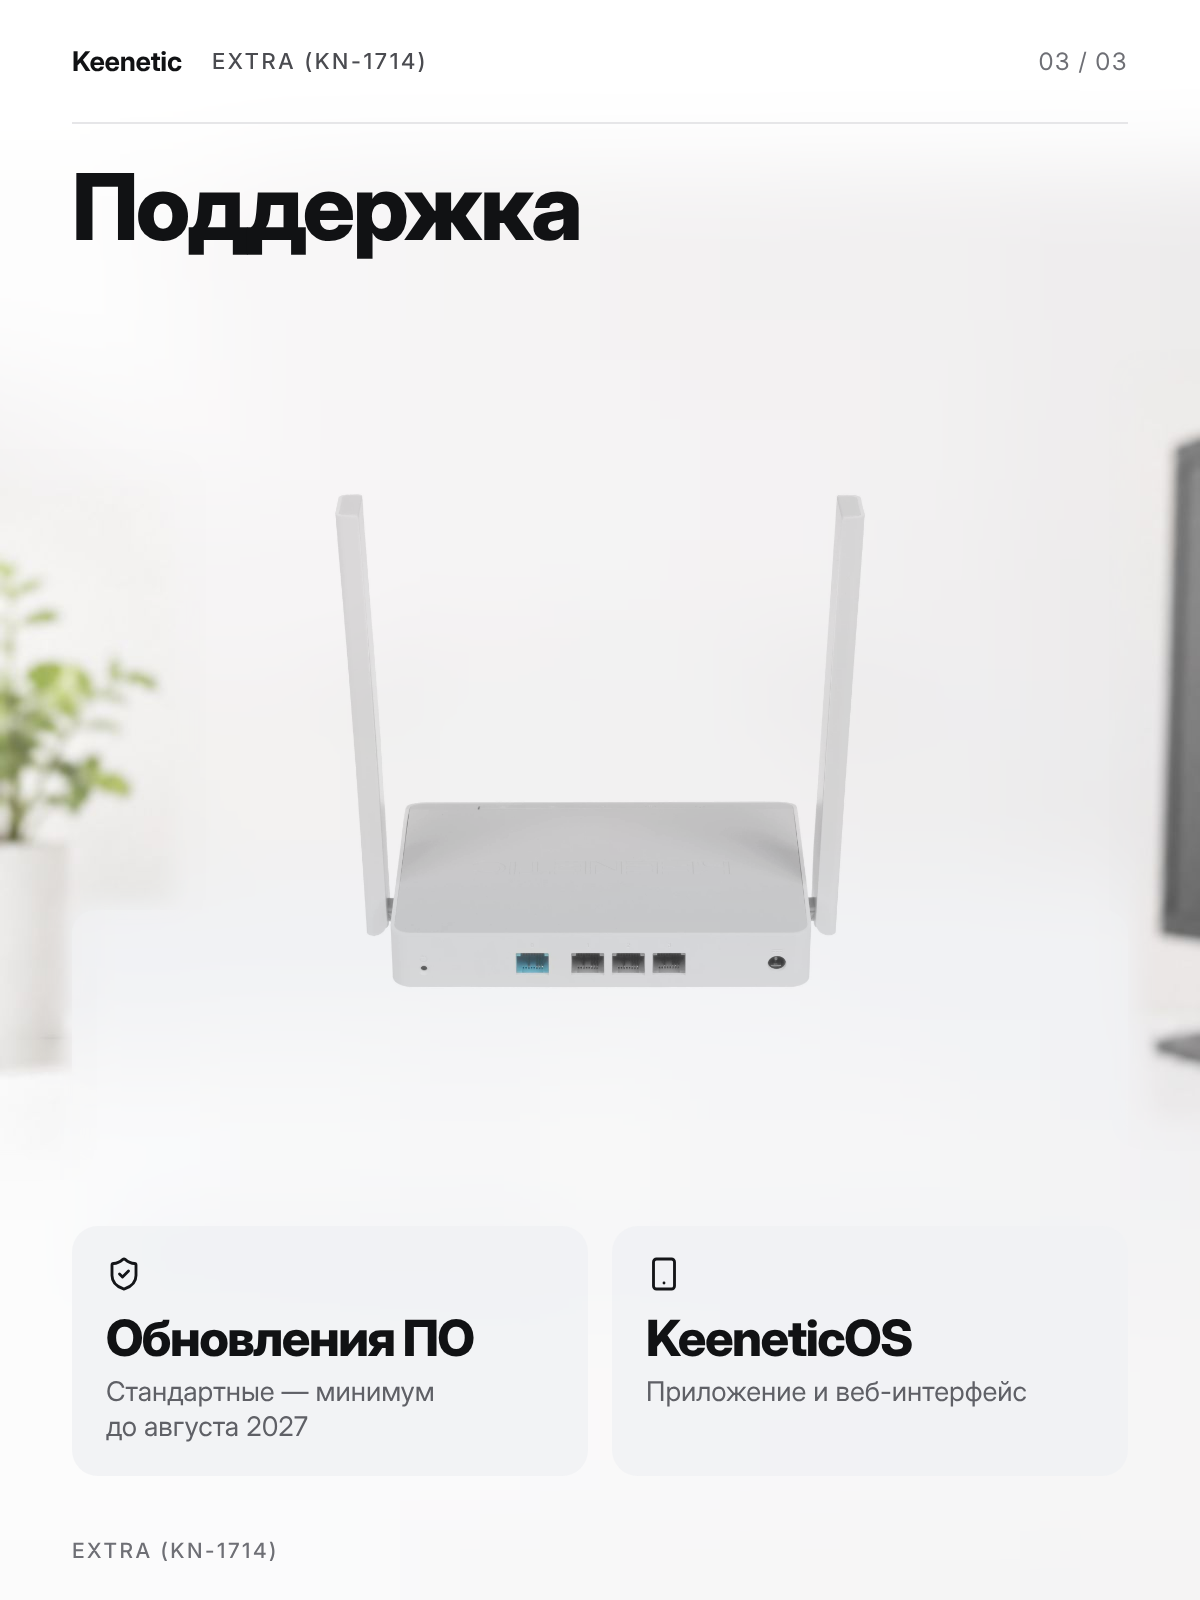 Keenetic EXTRA (KN-1714) 03 / 03
Поддержка
Обновления ПО
Стандартные — минимум
до августа 2027
KeeneticOS
Приложение и веб-интерфейс
EXTRA (KN-1714)